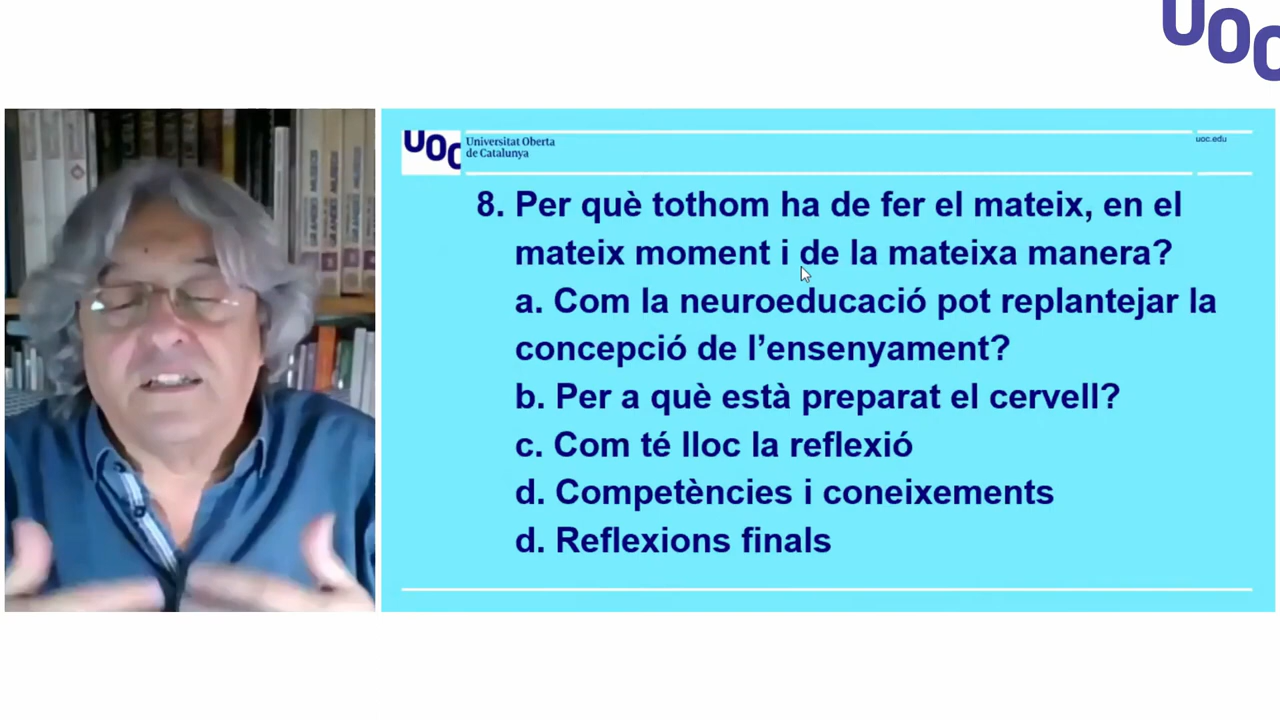 UOC
UOC
Universitat Oberta
de Catalunya
uoc.edu
8. Per què tothom ha de fer el mateix, en el
mateix moment i de la mateixa manera?
a. Com la neuroeducació pot replantejar la
concepció de l’ensenyament?
b. Per a què està preparat el cervell?
c. Com té lloc la reflexió
d. Competències i coneixements
d. Reflexions finals